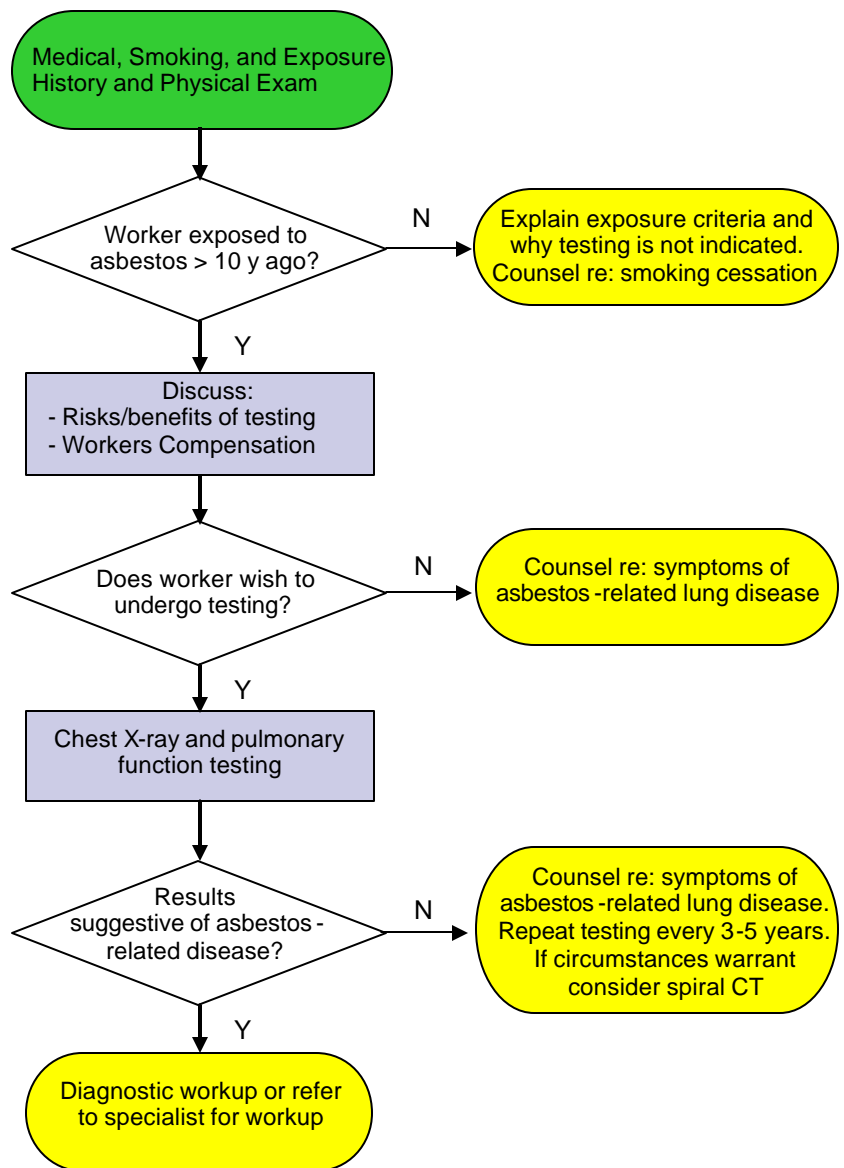 Medical, Smoking, and Exposure
History and Physical Exam
Worker exposed to
asbestos > 10 y ago?
N
Explain exposure criteria and
why testing is not indicated.
Counsel re: smoking cessation
Y
Discuss:
- Risks/benefits of testing
- Workers Compensation
Does worker wish to
undergo testing?
N
Counsel re: symptoms of
asbestos-related lung disease
Y
Chest X-ray and pulmonary
function testing
Results
suggestive of asbestos-
related disease?
N
Counsel re: symptoms of
asbestos-related lung disease.
Repeat testing every 3-5 years.
If circumstances warrant
consider spiral CT
Y
Diagnostic workup or refer
to specialist for workup